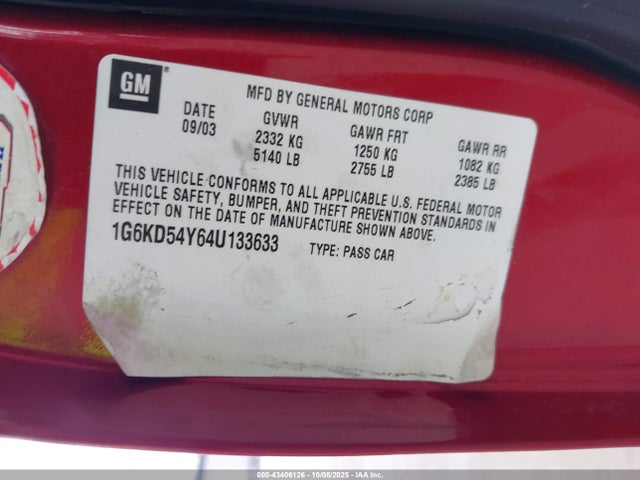 GM
MFD BY GENERAL MOTORS CORP
DATE GVWR GAWR FRT GAWR RR
09/03 2332 KG 1250 KG 1082 KG
5140 LB 2755 LB 2385 LB
THIS VEHICLE CONFORMS TO ALL APPLICABLE U.S. FEDERAL MOTOR
VEHICLE SAFETY, BUMPER, AND THEFT PREVENTION STANDARDS IN
EFFECT ON THE DATE OF MANUFACTURE SHOWN ABOVE.
1G6KD54Y64U133633 TYPE: PASS CAR
000-43406126 - 10/08/2025 - IAA Inc.